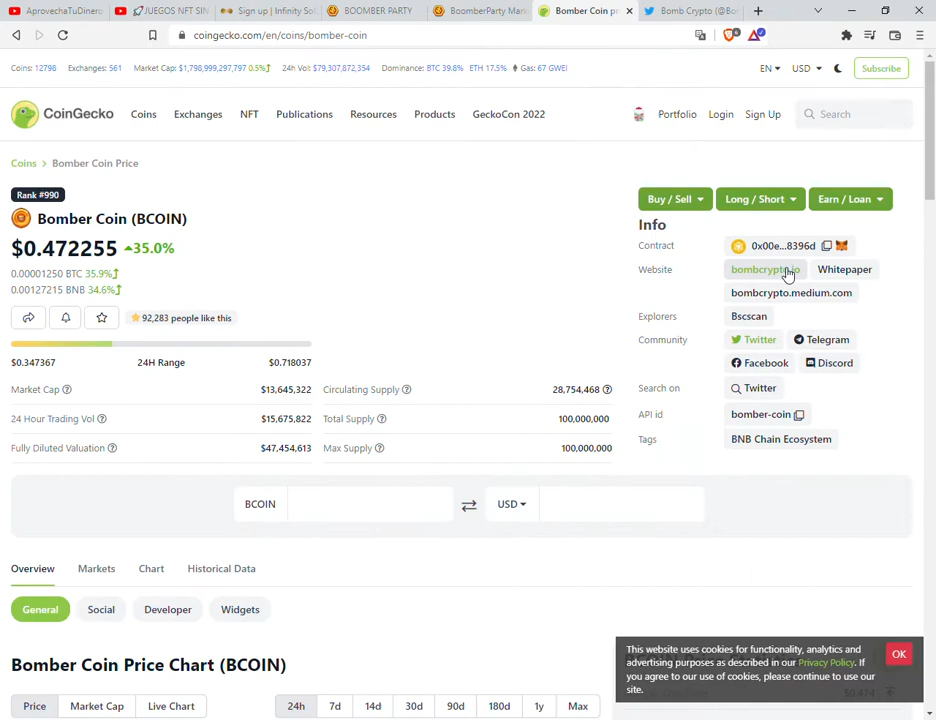 AprovechaTuDinero
JUEGOS NFT SIN
Sign up | Infinity Sol
BOOMBER PARTY
BoomberParty Mark
Bomber Coin pr
Bomb Crypto (@Bo
coingecko.com/en/coins/bomber-coin
Coins: 12798 Exchanges: 561 Market Cap: $1,798,999,297,797 0.5% 24h Vol: $79,307,872,354 Dominance: BTC 39.8% ETH 17.5% Gas: 67 GWEI
EN USD Subscribe
CoinGecko Coins Exchanges NFT Publications Resources Products GeckoCon 2022 Portfolio Login Sign Up Search
Coins > Bomber Coin Price
Rank #990
Bomber Coin (BCOIN)
$0.472255 35.0%
0.00001250 BTC 35.9%
0.00127215 BNB 34.6%
92,283 people like this
$0.347367 24H Range $0.718037
Market Cap $13,645,322
24 Hour Trading Vol $15,675,822
Fully Diluted Valuation $47,454,613
Circulating Supply 28,754,468
Total Supply 100,000,000
Max Supply 100,000,000
Buy / Sell Long / Short Earn / Loan
Info
Contract 0x00e...8396d
Website bombcrypto.io Whitepaper
bombcrypto.medium.com
Explorers Bscscan
Community Twitter Telegram
Facebook Discord
Search on Twitter
API id bomber-coin
Tags BNB Chain Ecosystem
BCOIN USD
Overview Markets Chart Historical Data
General Social Developer Widgets
Bomber Coin Price Chart (BCOIN)
Price Market Cap Live Chart 24h 7d 14d 30d 90d 180d 1y Max
This website uses cookies for functionality, analytics and
advertising purposes as described in our Privacy Policy. If
you agree to our use of cookies, please continue to use our
site.
OK